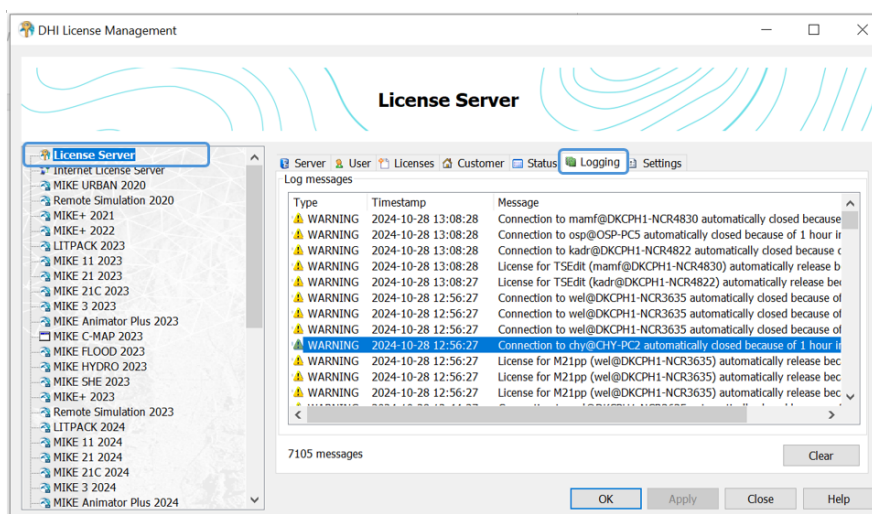 DHI License Management
License Server
License Server
Internet License Server
MIKE URBAN 2020
Remote Simulation 2020
MIKE+ 2021
MIKE+ 2022
LITPACK 2023
MIKE 11 2023
MIKE 21 2023
MIKE 21C 2023
MIKE 3 2023
MIKE Animator Plus 2023
MIKE C-MAP 2023
MIKE FLOOD 2023
MIKE HYDRO 2023
MIKE SHE 2023
MIKE+ 2023
Remote Simulation 2023
LITPACK 2024
MIKE 11 2024
MIKE 21 2024
MIKE 21C 2024
MIKE 3 2024
MIKE Animator Plus 2024
Server User Licenses Customer Status Logging Settings
Log messages
Type Timestamp Message
WARNING 2024-10-28 13:08:28 Connection to mamf@DKCPH1-NCR4830 automatically closed because
WARNING 2024-10-28 13:08:28 Connection to osp@OSP-PC5 automatically closed because of 1 hour in
WARNING 2024-10-28 13:08:28 Connection to kadr@DKCPH1-NCR4822 automatically closed because
WARNING 2024-10-28 13:08:28 License for TSEdit (mamf@DKCPH1-NCR4830) automatically release b
WARNING 2024-10-28 13:08:27 License for TSEdit (kadr@DKCPH1-NCR4822) automatically release bec
WARNING 2024-10-28 12:56:27 Connection to wel@DKCPH1-NCR3635 automatically closed because of
WARNING 2024-10-28 12:56:27 Connection to wel@DKCPH1-NCR3635 automatically closed because of
WARNING 2024-10-28 12:56:27 Connection to wel@DKCPH1-NCR3635 automatically closed because of
WARNING 2024-10-28 12:56:27 Connection to chy@CHY-PC2 automatically closed because of 1 hour in
WARNING 2024-10-28 12:56:27 License for M21pp (wel@DKCPH1-NCR3635) automatically release bec
WARNING 2024-10-28 12:56:27 License for M21pp (wel@DKCPH1-NCR3635) automatically release bec
WARNING 2024-10-28 12:56:27 License for M21pp (wel@DKCPH1-NCR3635) automatically release bec
7105 messages
Clear
OK Apply Close Help